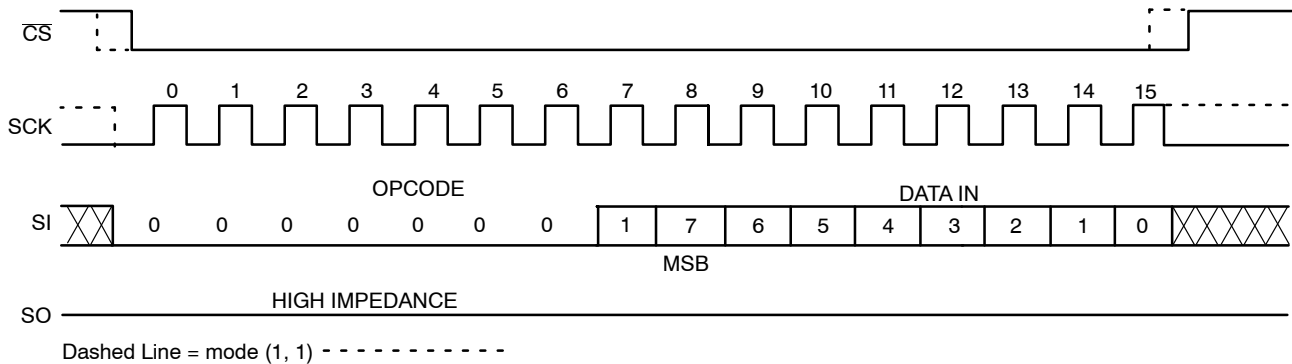 CS
0 1 2 3 4 5 6 7 8 9 10 11 12 13 14 15
SCK
OPCODE DATA IN
SI 0 0 0 0 0 0 0 1 7 6 5 4 3 2 1 0
MSB
HIGH IMPEDANCE
SO
Dashed Line = mode (1, 1)